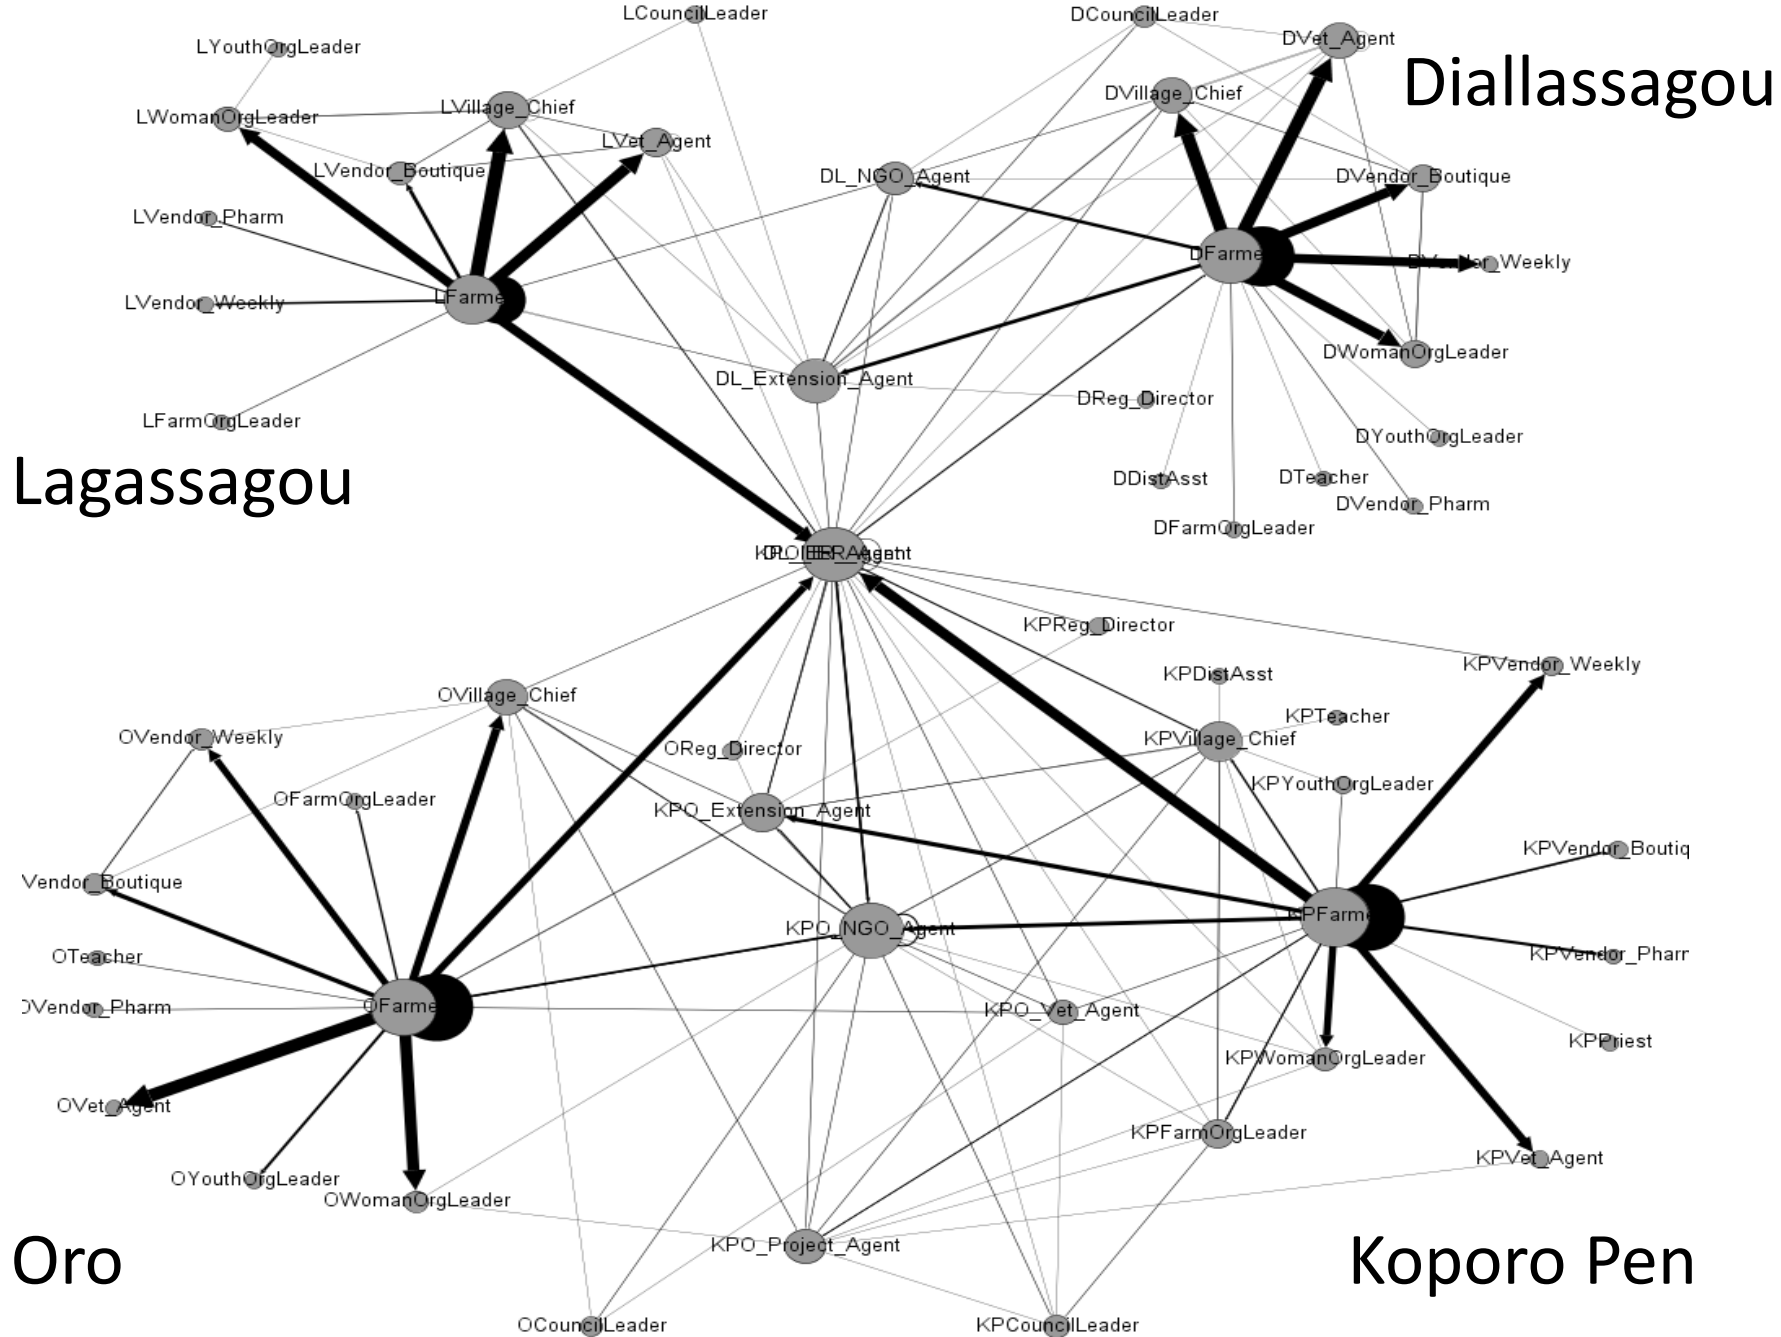 LCouncilLeader
DCouncilLeader
LYouthOrgLeader
DVet_Agent
Diallassagou
LWomanOrgLeader
LVillage_Chief
DVillage_Chief
LVet_Agent
LVendor_Boutique
DL_NGO_Agent
DVendor_Boutique
LVendor_Pharm
DFarme
DVendor_Weekly
LVendor_Weekly
LFarme
DWomanOrgLeader
DL_Extension_Agent
DReg_Director
LFarmOrgLeader
DYouthOrgLeader
Lagassagou
DDistAsst
DTeacher
DVendor_Pharm
DFarmOrgLeader
KPReg_Director
KPVendor_Weekly
KPDistAsst
OVillage_Chief
KPTeacher
OVendor_Weekly
OReg_Director
KPVillage_Chief
KPYouthOrgLeader
OFarmOrgLeader
KPO_Extension_Agent
KPVendor_Boutiq
Vendor_Boutique
KPO_NGO_Agent
KPFarme
OTeacher
KPVendor_Pharr
OVendor_Pharm
OFarme
KPO_Vet_Agent
KPPriest
KPWomanOrgLeader
OVet_Agent
KPFarmOrgLeader
KPVet_Agent
OYouthOrgLeader
OWomanOrgLeader
KPO_Project_Agent
Oro
Koporo Pen
OCouncilLeader
KPCouncilLeader